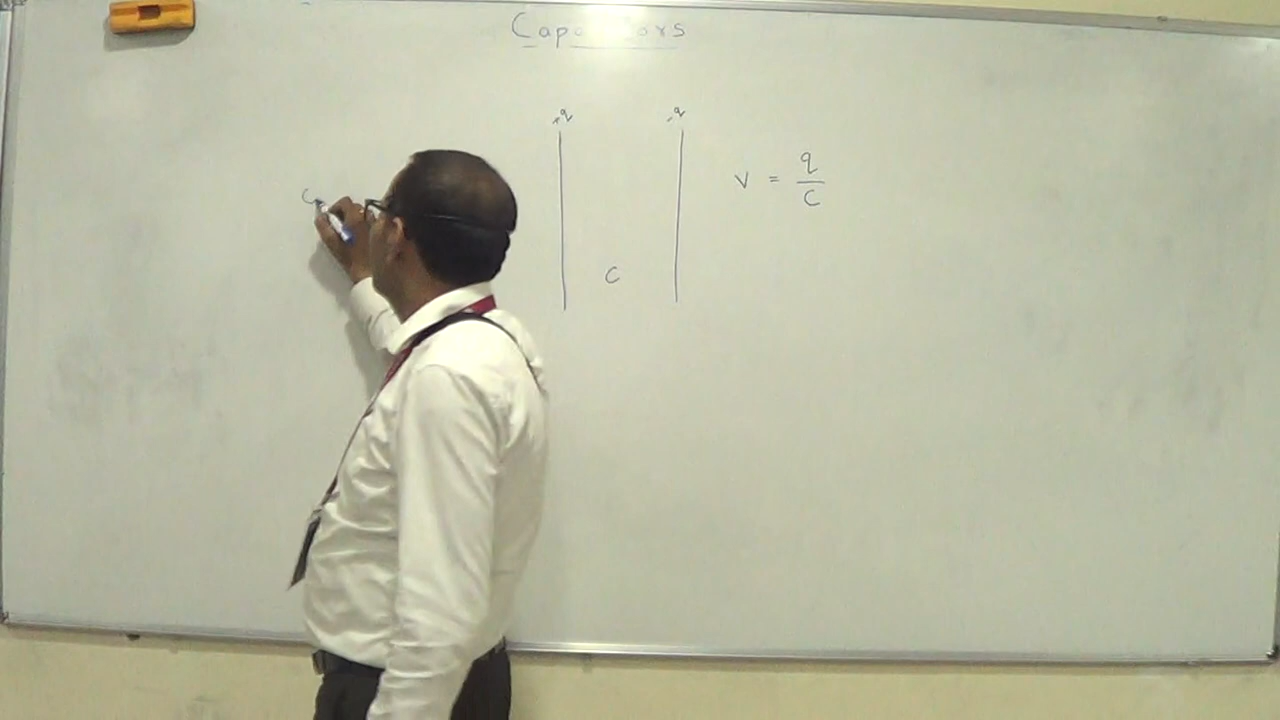 Capacitors
+q -q
V = q/C
C
C